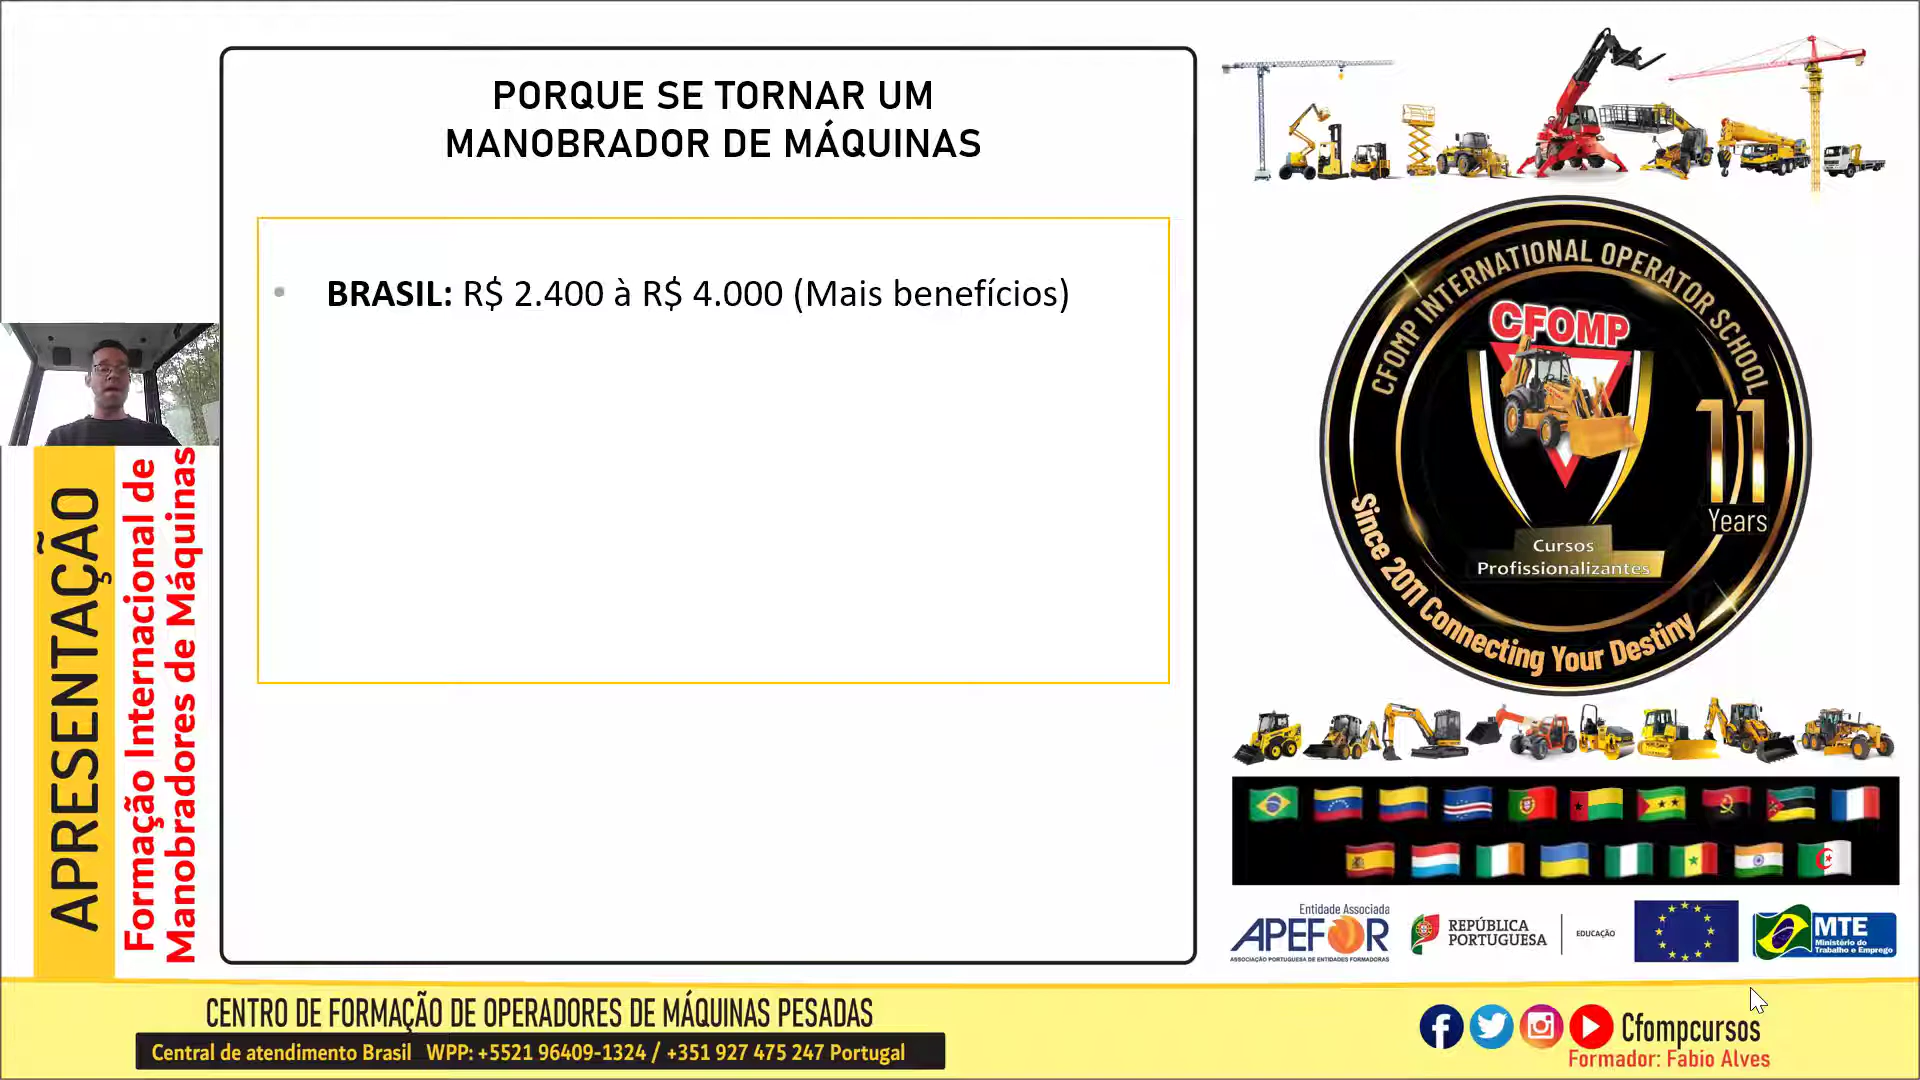 PORQUE SE TORNAR UM
MANOBRADOR DE MÁQUINAS
• BRASIL: R$ 2.400 à R$ 4.000 (Mais benefícios)
APRESENTAÇÃO
Formação Internacional de
Manobradores de Máquinas
CFOMP INTERNATIONAL OPERATOR SCHOOL
CFOMP
11
Years
Cursos
Profissionalizantes
Since 2011 Connecting Your Destiny
Entidade Associada
APEFOR
ASSOCIAÇÃO PORTUGUESA DE ENTIDADES FORMADORAS
REPÚBLICA
PORTUGUESA
EDUCAÇÃO
MTE
Ministério do
Trabalho e Emprego
CENTRO DE FORMAÇÃO DE OPERADORES DE MÁQUINAS PESADAS
Central de atendimento Brasil WPP: +5521 96409-1324 / +351 927 475 247 Portugal
Cfompcursos
Formador: Fabio Alves